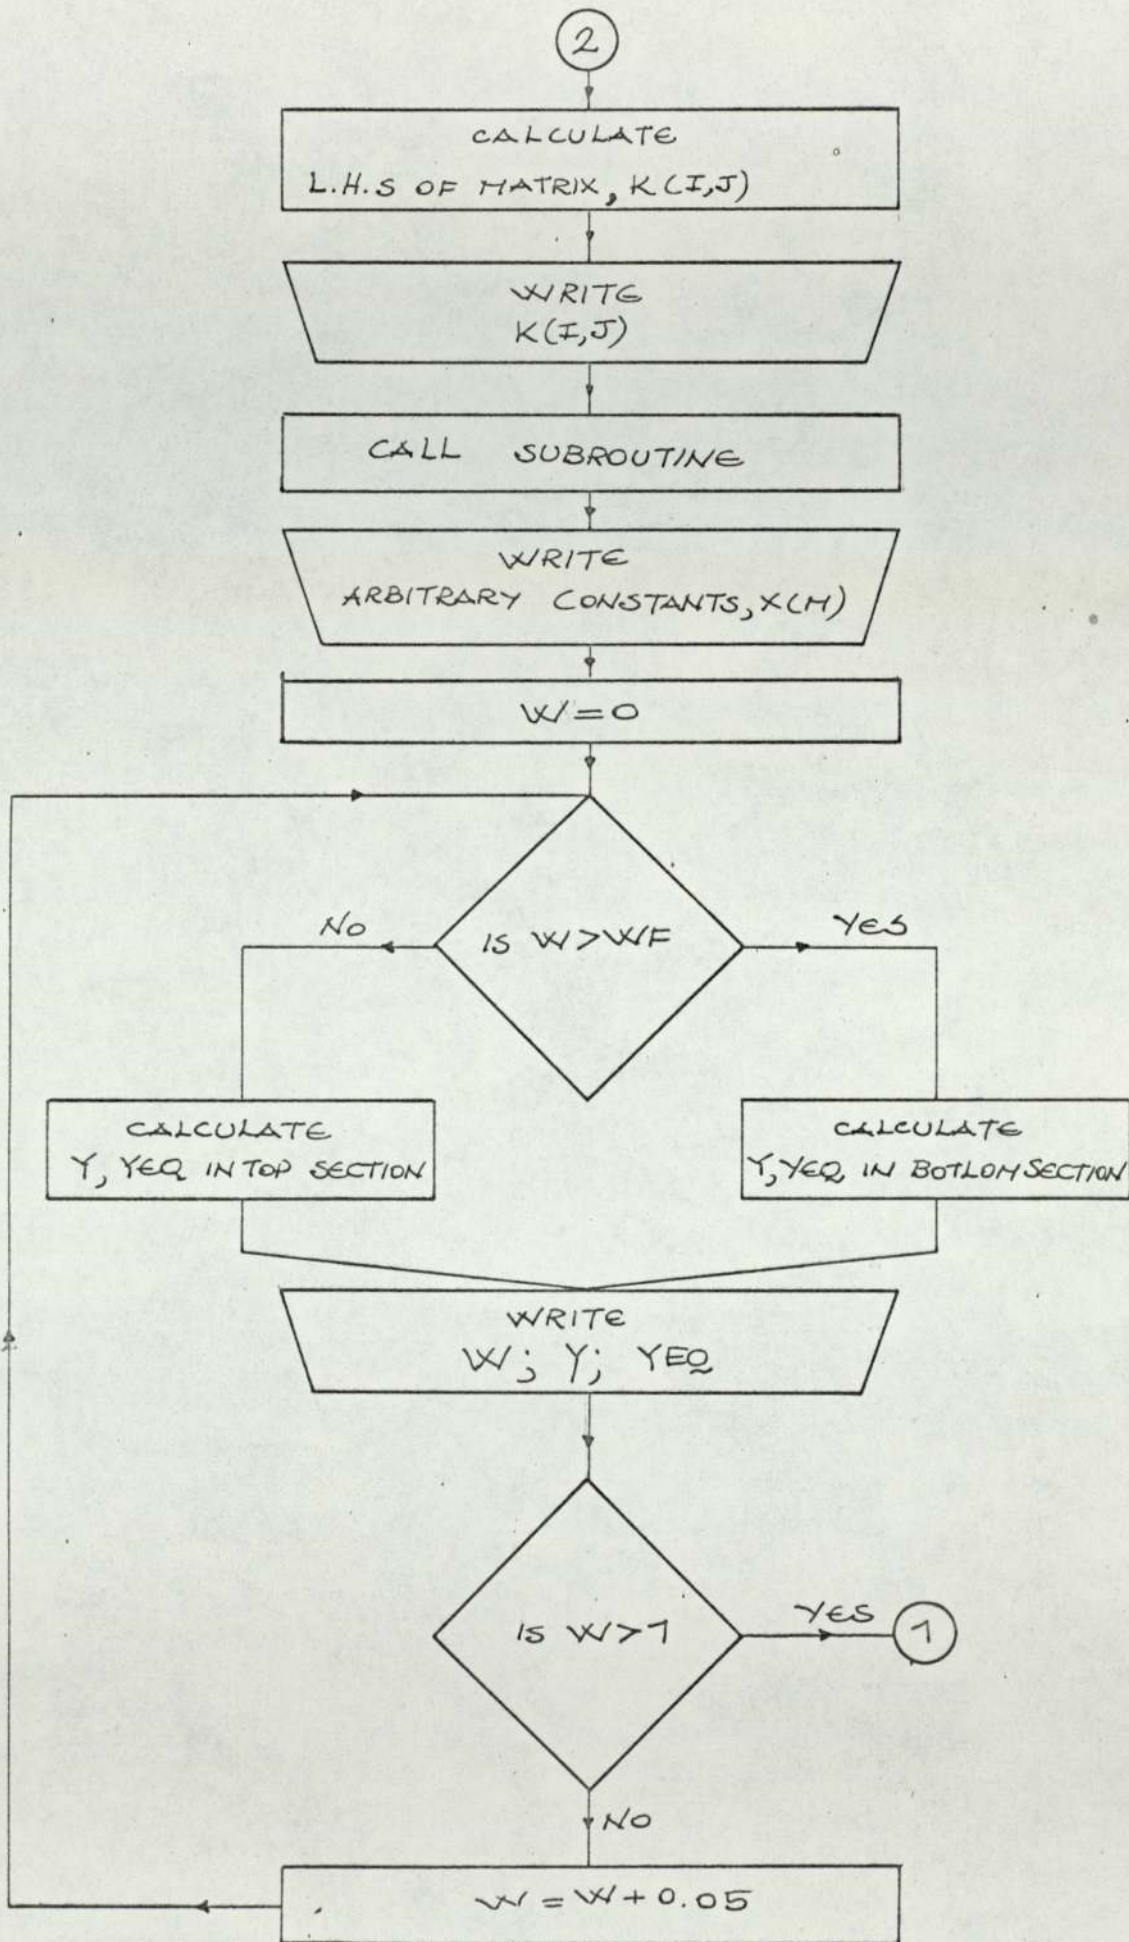 2
CALCULATE
L.H.S OF MATRIX, K(I,J)
WRITE
K(I,J)
CALL SUBROUTINE
WRITE
ARBITRARY CONSTANTS, X(M)
W=0
IS W>WF
NO
YES
CALCULATE
Y, YEQ IN TOP SECTION
CALCULATE
Y, YEQ IN BOTLOM SECTION
WRITE
W; Y; YEQ
IS W>1
YES
1
NO
W=W+0.05